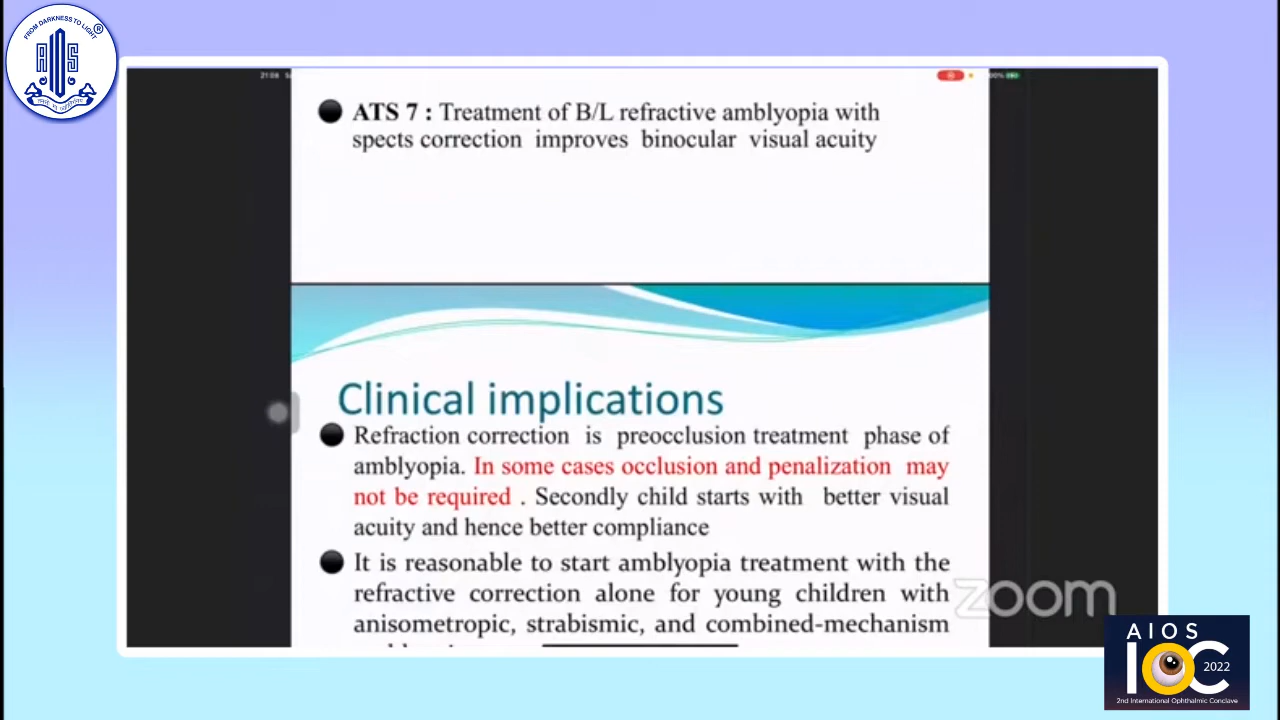 FROM DARKNESS TO LIGHT
®
AIOS
21:06
ATS 7 : Treatment of B/L refractive amblyopia with
spects correction improves binocular visual acuity
Clinical implications
Refraction correction is preocclusion treatment phase of
amblyopia. In some cases occlusion and penalization may
not be required . Secondly child starts with better visual
acuity and hence better compliance
It is reasonable to start amblyopia treatment with the
refractive correction alone for young children with
anisometropic, strabismic, and combined-mechanism
zoom
AIOS
IOC
2022
2nd International Ophthalmic Conclave